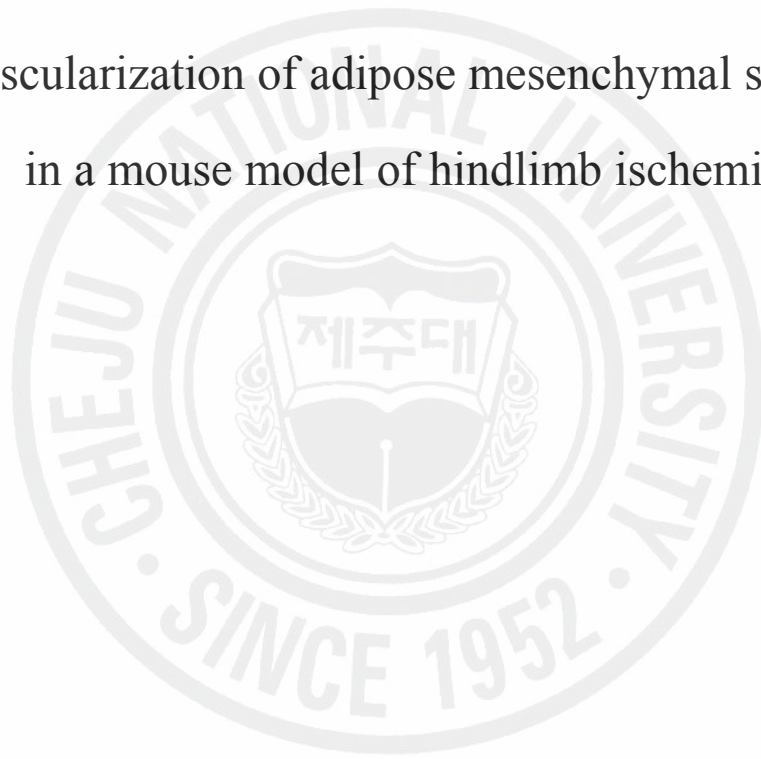 scularization of adipose mesenchymal s
in a mouse model of hindlimb ischemi
CHEJU NATIONAL UNIVERSITY
제주대
· SINCE 1952 ·